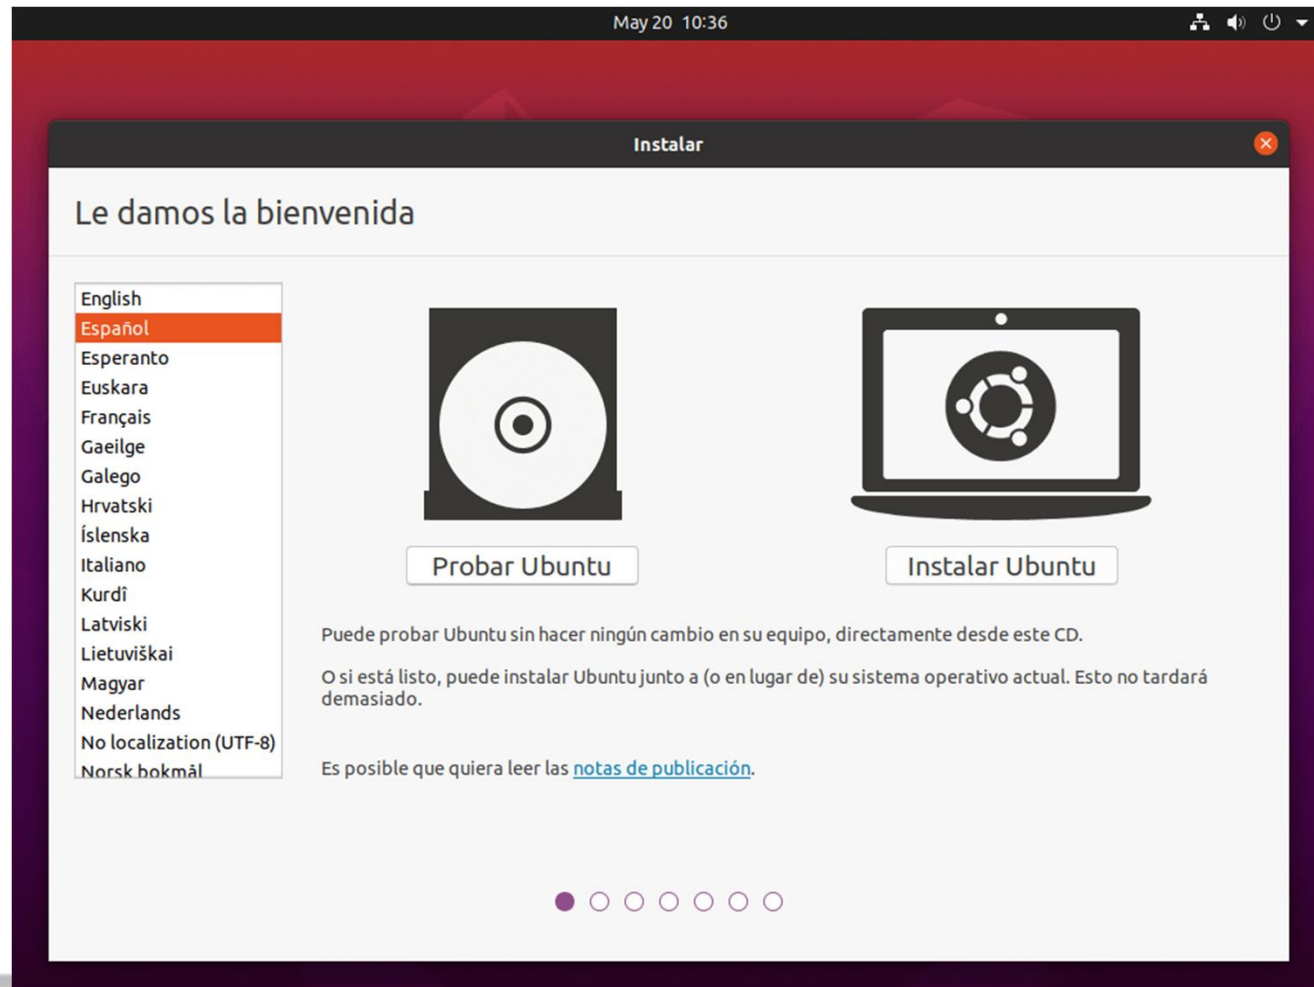 May 20 10:36
Instalar
Le damos la bienvenida
English
Español
Esperanto
Euskara
Français
Gaeilge
Galego
Hrvatski
Íslenska
Italiano
Kurdî
Latviski
Lietuviškai
Magyar
Nederlands
No localization (UTF-8)
Norsk bokmål
Probar Ubuntu
Instalar Ubuntu
Puede probar Ubuntu sin hacer ningún cambio en su equipo, directamente desde este CD.
O si está listo, puede instalar Ubuntu junto a (o en lugar de) su sistema operativo actual. Esto no tardará
demasiado.
Es posible que quiera leer las notas de publicación.